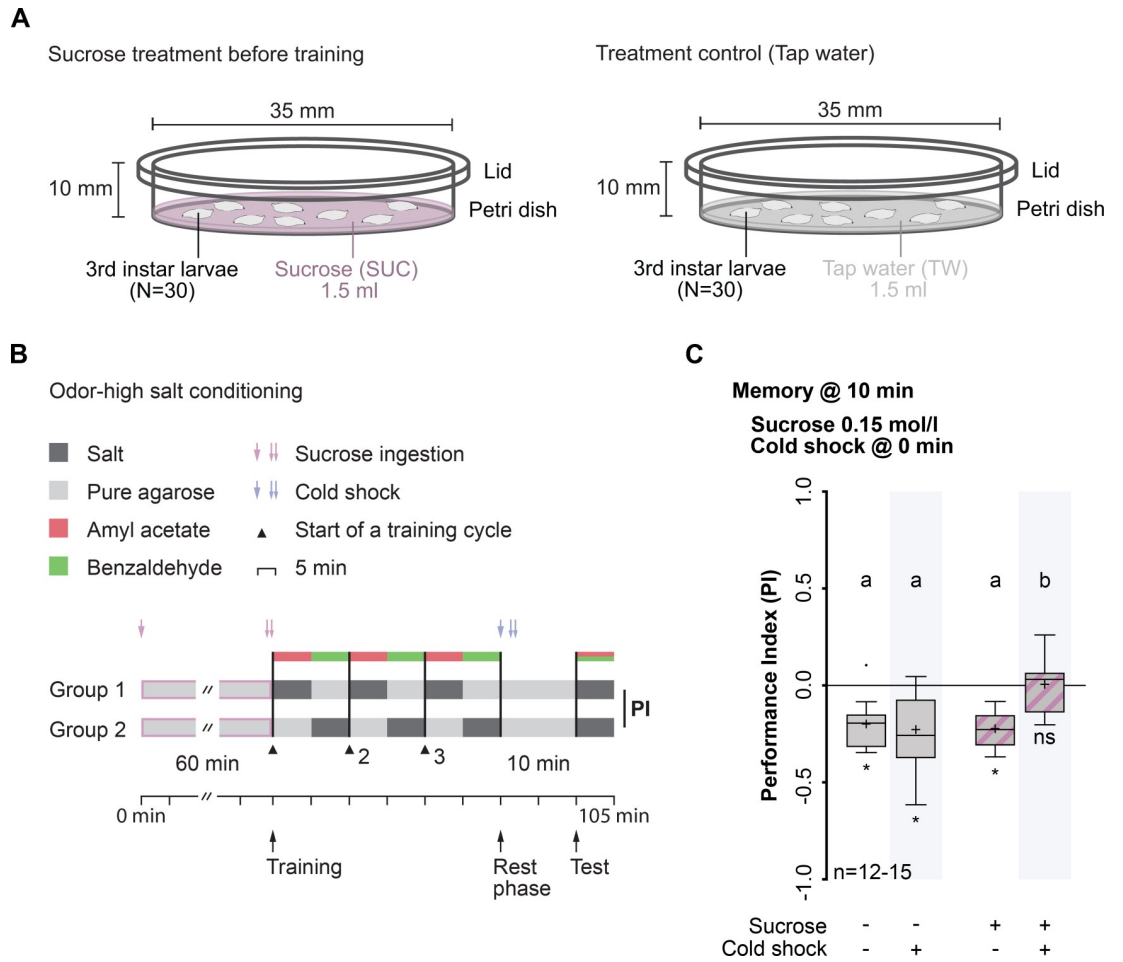 A
Sucrose treatment before training
35 mm
10 mm
Lid
Petri dish
3rd instar larvae
(N=30)
Sucrose (SUC)
1.5 ml
Treatment control (Tap water)
35 mm
10 mm
Lid
Petri dish
3rd instar larvae
(N=30)
Tap water (TW)
1.5 ml
B
Odor-high salt conditioning
Salt
Pure agarose
Amyl acetate
Benzaldehyde
Sucrose ingestion
Cold shock
Start of a training cycle
5 min
Group 1
Group 2
PI
60 min
2
3
10 min
0 min
105 min
Training
Rest
phase
Test
C
Memory @ 10 min
Sucrose 0.15 mol/l
Cold shock @ 0 min
Performance Index (PI)
1.0
0.5
0.0
-0.5
-1.0
a a a b
* * * ns
n=12-15
Sucrose - - + +
Cold shock - + - +